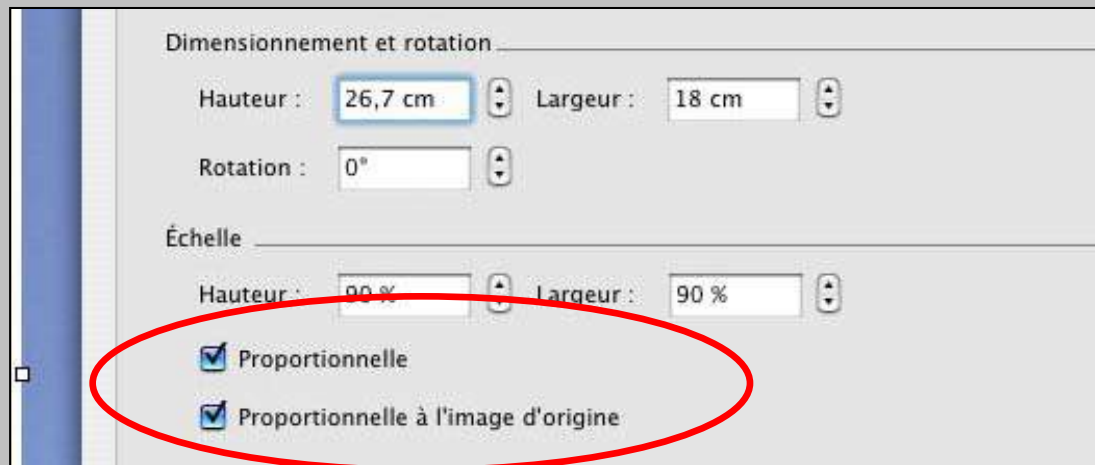 Dimensionnement et rotation
Hauteur : 26,7 cm Largeur : 18 cm
Rotation : 0°
Échelle
Hauteur : 90 % Largeur : 90 %
Proportionnelle
Proportionnelle à l'image d'origine